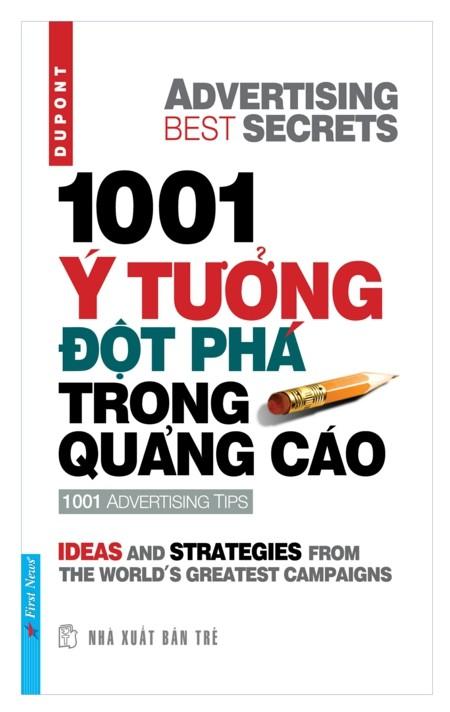 DUPONT
ADVERTISING
BEST SECRETS
1001
Ý TƯỞNG
ĐỘT PHÁ
TRONG
QUẢNG CÁO
1001 ADVERTISING TIPS
IDEAS AND STRATEGIES FROM
THE WORLD'S GREATEST CAMPAIGNS
First News
NHÀ XUẤT BẢN TRẺ